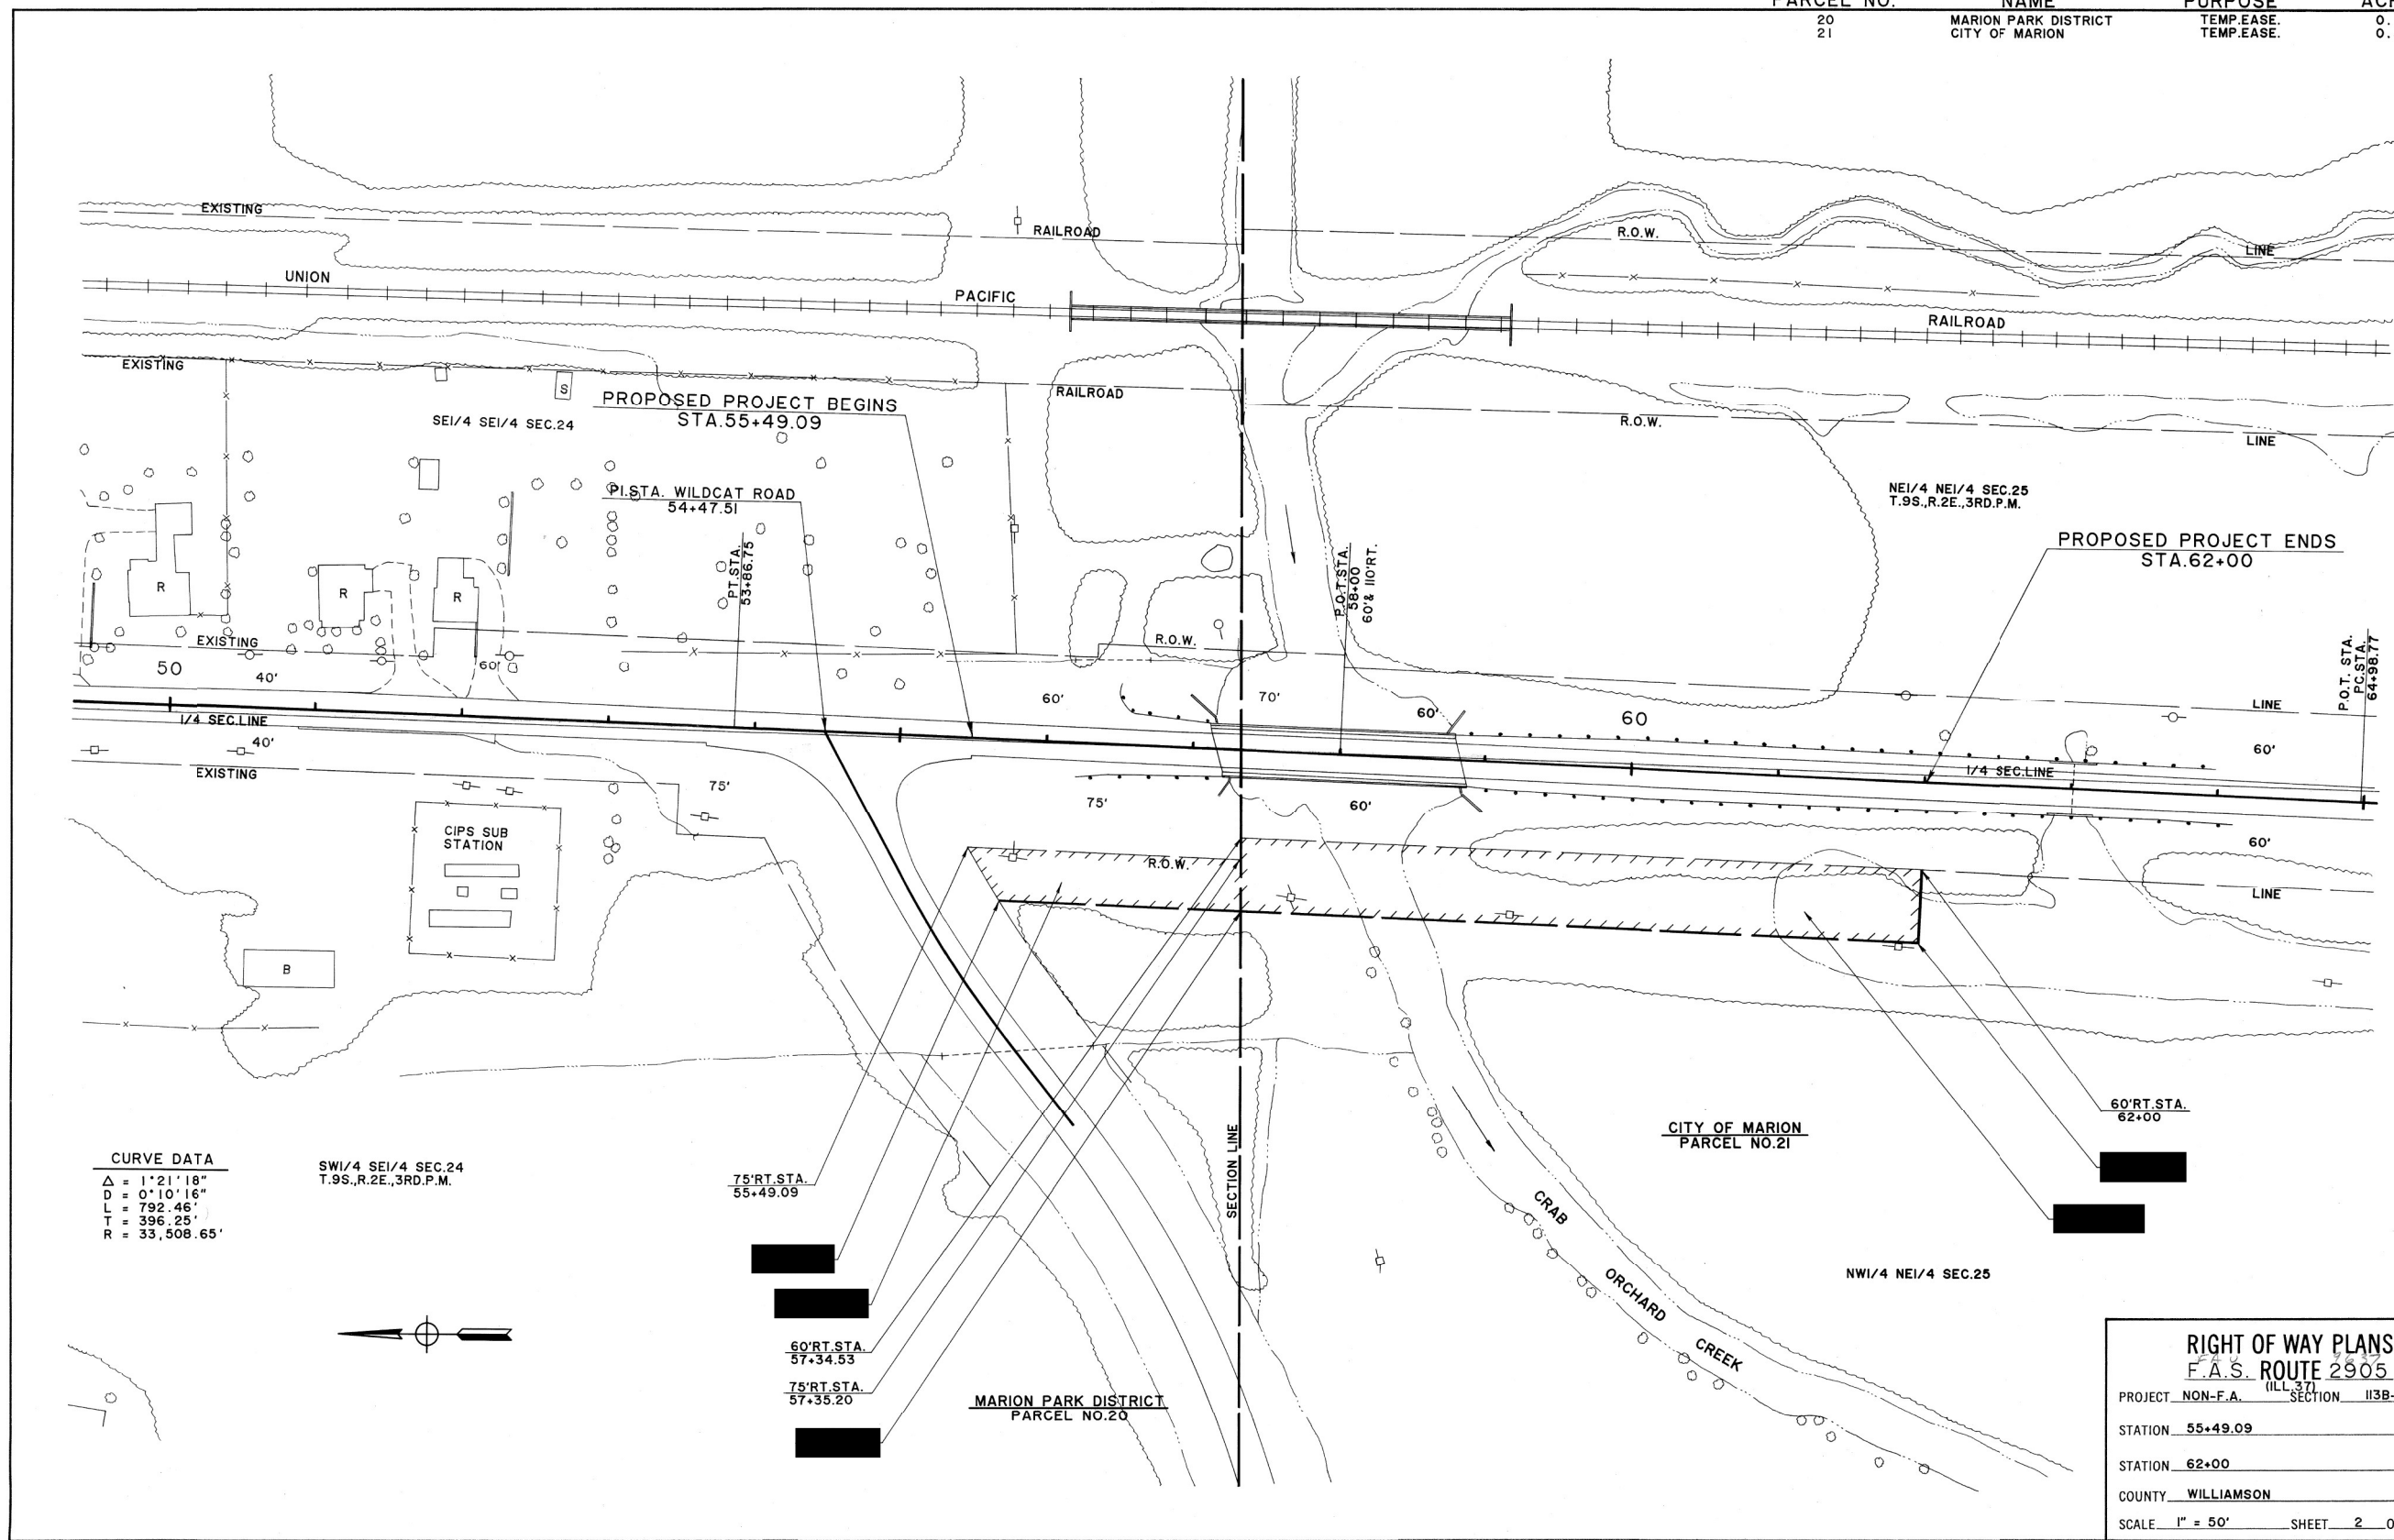 PARCEL NO. NAME PURPOSE
20 MARION PARK DISTRICT TEMP.EASE. 0.
21 CITY OF MARION TEMP.EASE. 0.
EXISTING
RAILROAD
R.O.W.
LINE
UNION
PACIFIC
RAILROAD
EXISTING
RAILROAD
R.O.W.
LINE
S
SE1/4 SE1/4 SEC.24
PROPOSED PROJECT BEGINS
STA.55+49.09
PI.STA. WILDCAT ROAD
54+47.51
NE1/4 NE1/4 SEC.25
T.9S.,R.2E.,3RD.P.M.
PROPOSED PROJECT ENDS
STA.62+00
PT.STA.
53+86.75
P.O.T.STA.
58+00
60'& 110'RT.
P.O.T. STA.
PC.STA.
64+98.77
R
R
R
EXISTING
R.O.W.
LINE
50
40'
60'
60'
70'
60'
60
60'
1/4 SEC.LINE
1/4 SEC.LINE
40'
EXISTING
75'
75'
60'
60'
R.O.W.
LINE
CIPS SUB
STATION
B
SECTION LINE
CURVE DATA
Δ = 1°21'18"
D = 0°10'16"
L = 792.46'
T = 396.25'
R = 33,508.65'
SW1/4 SE1/4 SEC.24
T.9S.,R.2E.,3RD.P.M.
75'RT.STA.
55+49.09
60'RT.STA.
57+34.53
75'RT.STA.
57+35.20
MARION PARK DISTRICT
PARCEL NO.20
CITY OF MARION
PARCEL NO.21
60'RT.STA.
62+00
CRAB
ORCHARD
CREEK
NW1/4 NE1/4 SEC.25
RIGHT OF WAY PLANS
FAU 9637
F.A.S. ROUTE 2905
(ILL.37)
PROJECT NON-F.A. SECTION 113B-
STATION 55+49.09
STATION 62+00
COUNTY WILLIAMSON
SCALE 1" = 50' SHEET 2